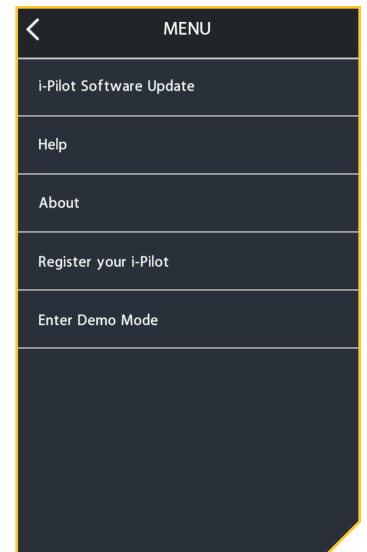 MENU
i-Pilot Software Update
Help
About
Register your i-Pilot
Enter Demo Mode